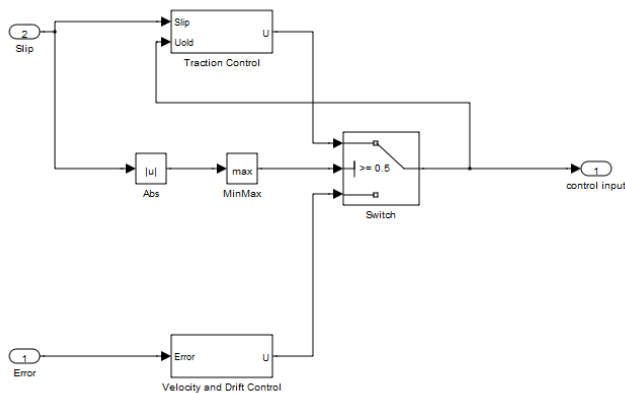 Slip
U
2
Uold
Slip
Traction Control
|u|
max
>= 0.5
1
Abs
MinMax
control input
Switch
1
Error
U
Error
Velocity and Drift Control